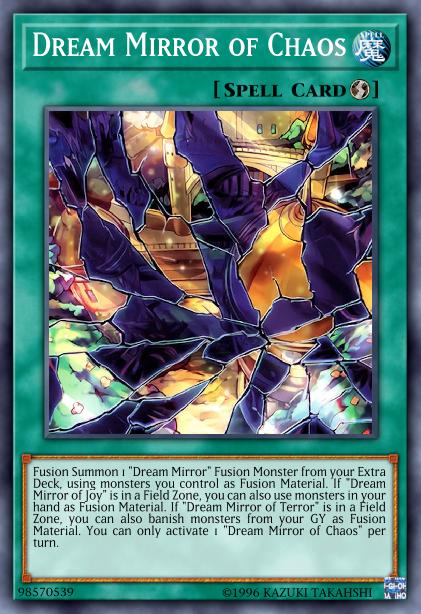 DREAM MIRROR OF CHAOS
SPELL
魔
[SPELL CARD]
Fusion Summon 1 "Dream Mirror" Fusion Monster from your Extra
Deck, using monsters you control as Fusion Material. If "Dream
Mirror of Joy" is in a Field Zone, you can also use monsters in your
hand as Fusion Material. If "Dream Mirror of Terror" is in a Field
Zone, you can also banish monsters from your GY as Fusion
Material. You can only activate 1 "Dream Mirror of Chaos" per
turn.
98570539
©1996 KAZUKI TAKAHSHI